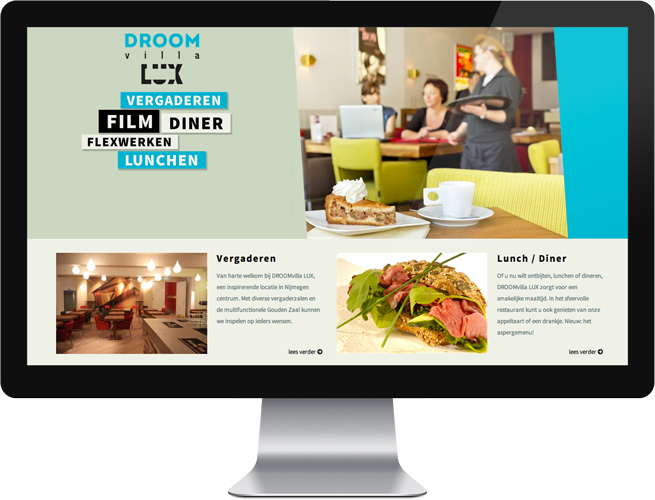 DROOM
villa
LUX
VERGADEREN
FILM
DINER
FLEXWERKEN
LUNCHEN
Vergaderen
Van harte welkom bij DROOMvilla LUX,
een inspirerende locatie in Nijmegen
centrum. Met diverse vergaderzalen en
de multifunctionele Gouden Zaal kunnen
we inspelen op ieders wensen.
lees verder
Lunch / Diner
Of u nu wilt ontbijten, lunchen of dineren,
DROOMvilla LUX zorgt voor een
smakelijke maaltijd. In het sfeervolle
restaurant kunt u ook genieten van onze
appeltaart of een drankje. Nieuw: het
aspergemenu!
lees verder